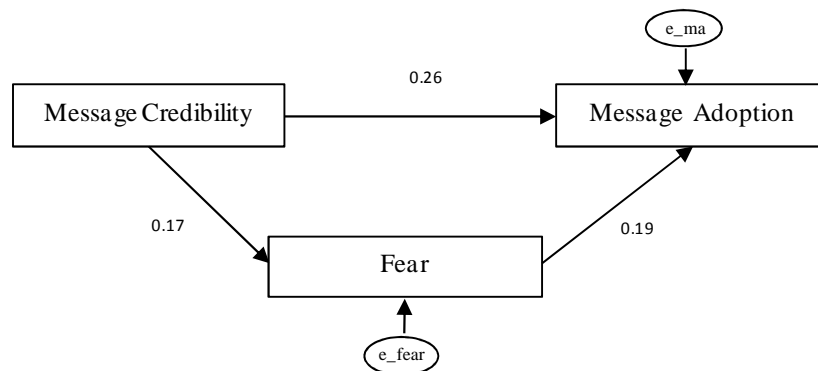 e_ma
0.26
Message Credibility
Message Adoption
0.17
0.19
Fear
e_fear